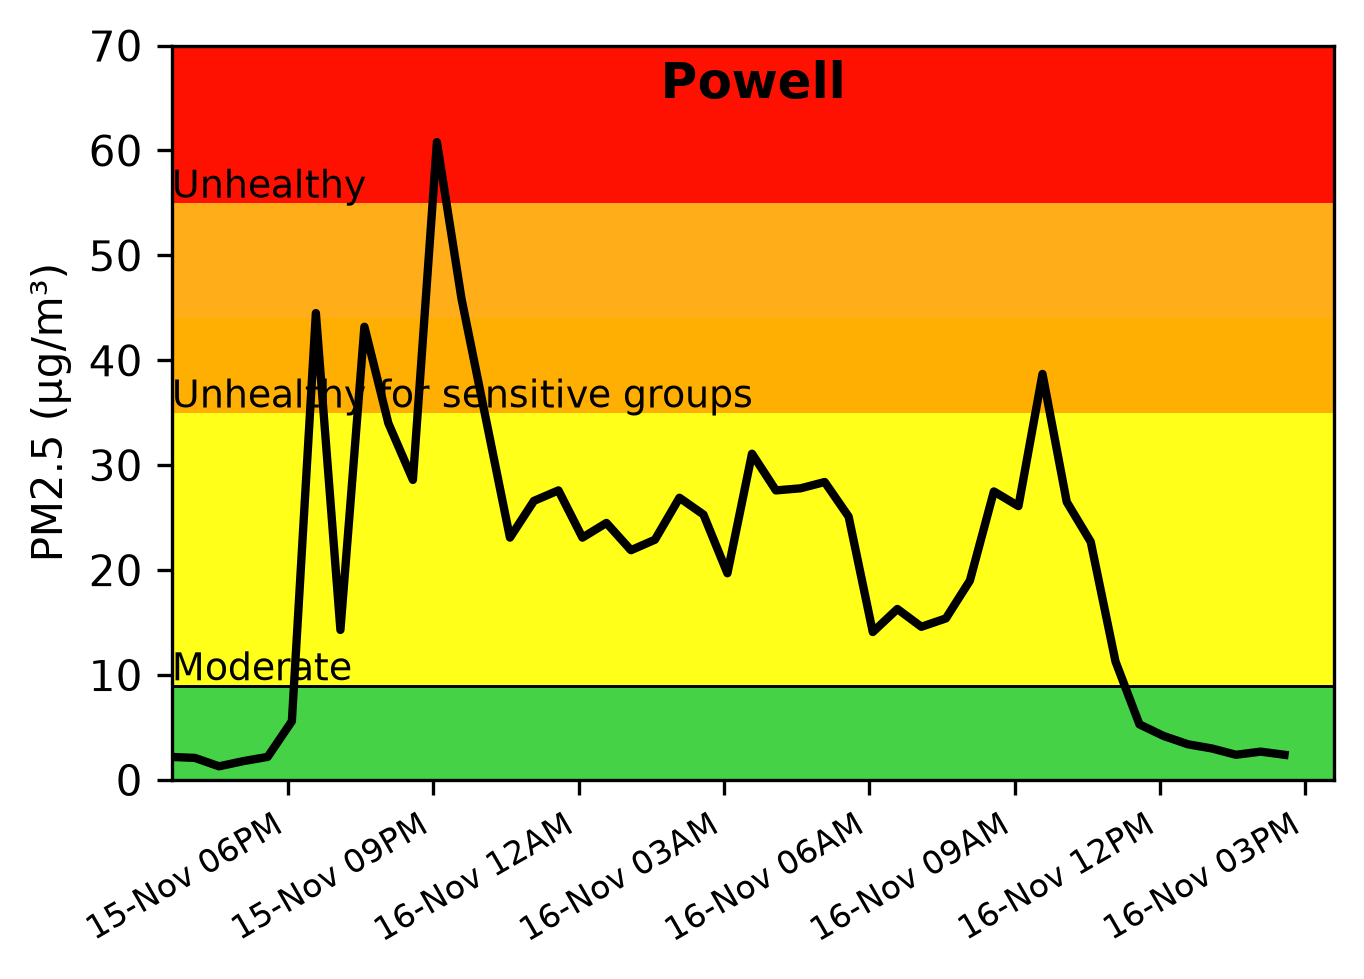 Powell
PM2.5 (µg/m³)
70
60
50
40
30
20
10
0
Unhealthy
Unhealthy for sensitive groups
Moderate
15-Nov 06PM
15-Nov 09PM
16-Nov 12AM
16-Nov 03AM
16-Nov 06AM
16-Nov 09AM
16-Nov 12PM
16-Nov 03PM